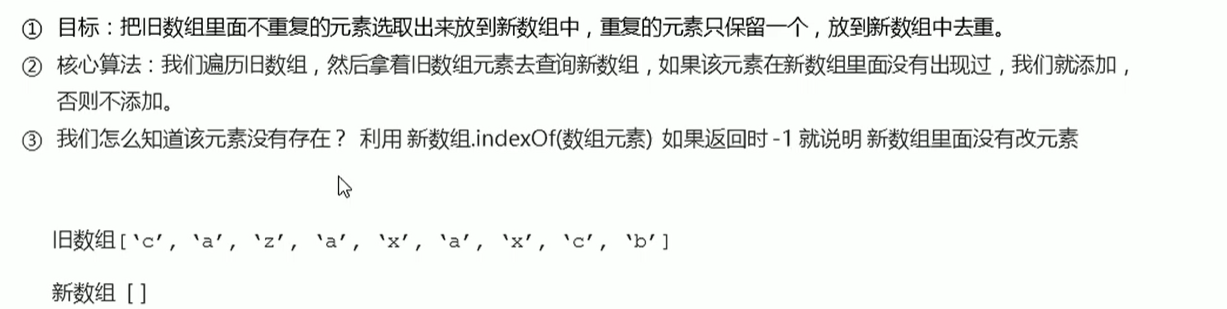 ① 目标：把旧数组里面不重复的元素选取出来放到新数组中，重复的元素只保留一个，放到新数组中去重。
② 核心算法：我们遍历旧数组，然后拿着旧数组元素去查询新数组，如果该元素在新数组里面没有出现过，我们就添加，
否则不添加。
③ 我们怎么知道该元素没有存在？ 利用 新数组.indexOf(数组元素) 如果返回时 -1 就说明 新数组里面没有改元素
旧数组[‘c’, ‘a’, ‘z’, ‘a’, ‘x’, ‘a’, ‘x’, ‘c’, ‘b’]
新数组 []